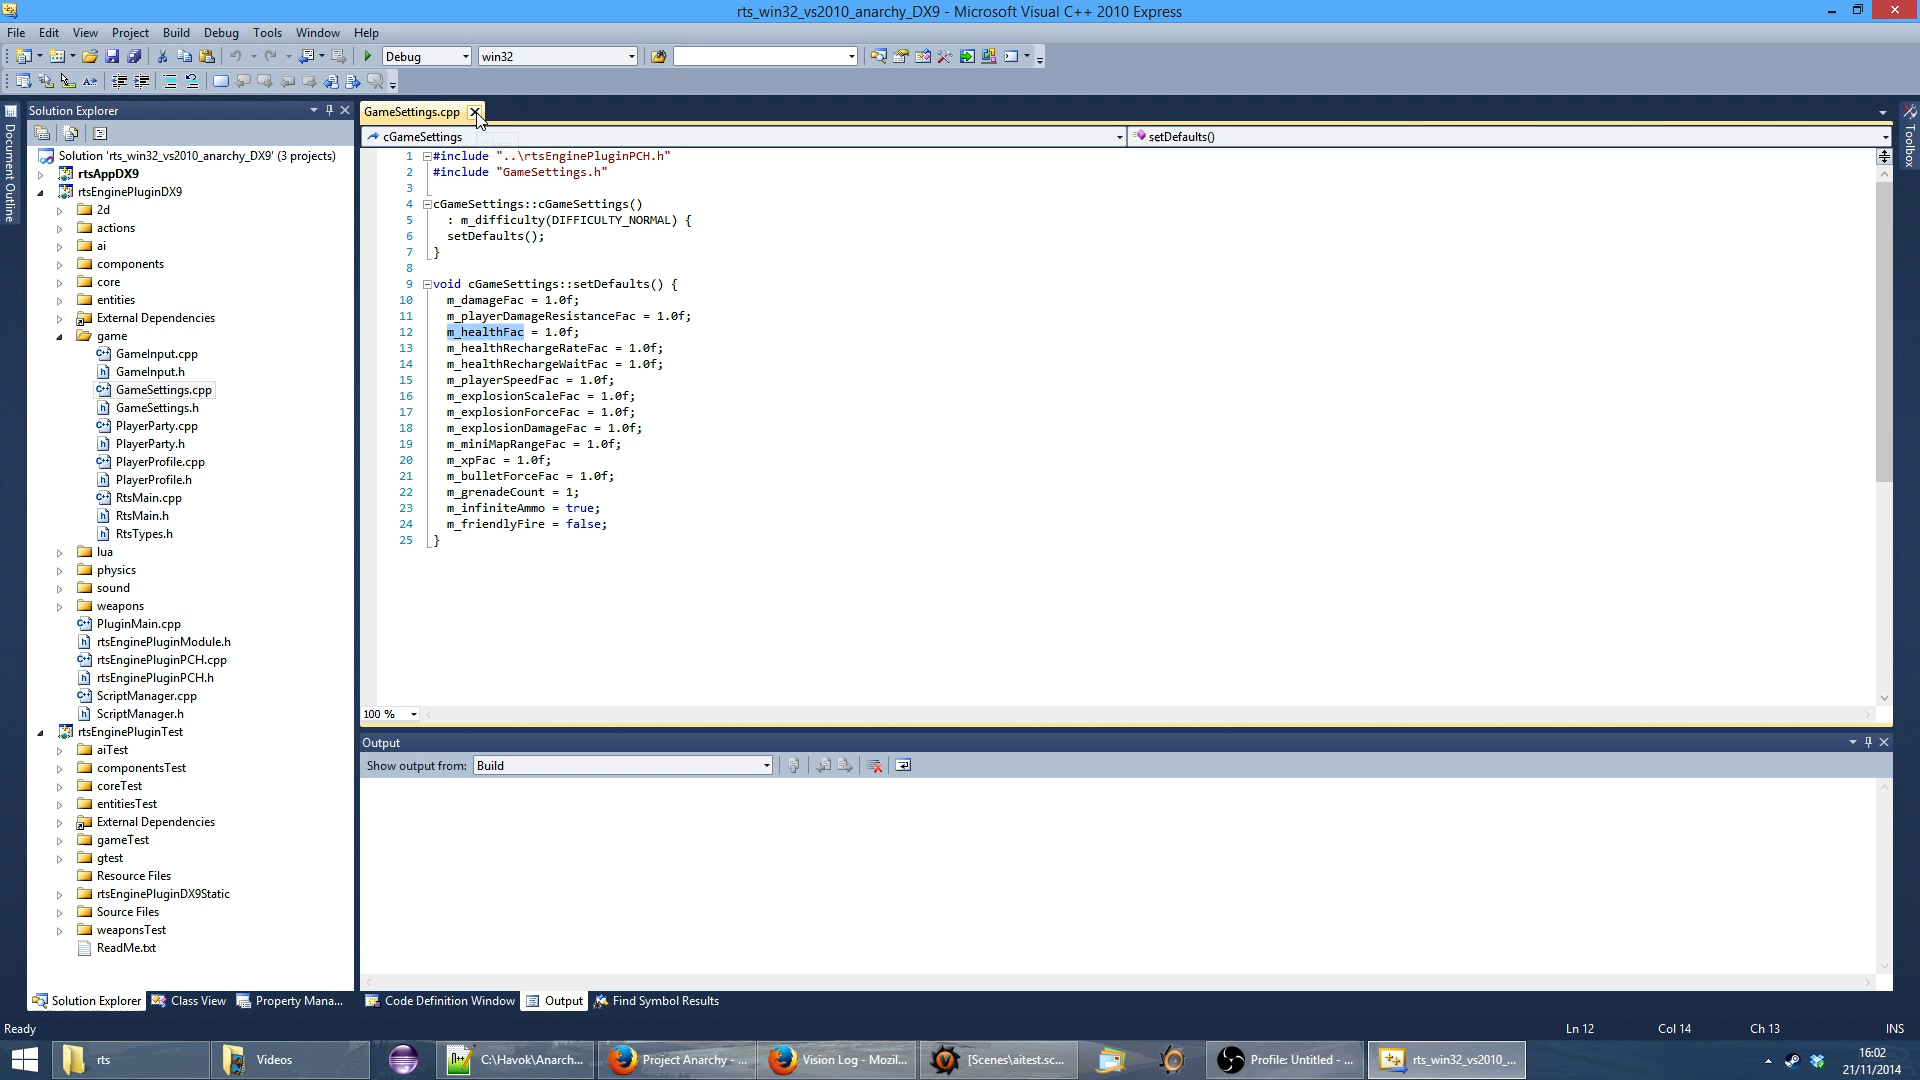 rts_win32_vs2010_anarchy_DX9 - Microsoft Visual C++ 2010 Express
File Edit View Project Build Debug Tools Window Help
Debug win32
Document Outline
Solution Explorer
Solution 'rts_win32_vs2010_anarchy_DX9' (3 projects)
rtsAppDX9
rtsEnginePluginDX9
2d
actions
ai
components
core
entities
External Dependencies
game
GameInput.cpp
GameInput.h
GameSettings.cpp
GameSettings.h
PlayerParty.cpp
PlayerParty.h
PlayerProfile.cpp
PlayerProfile.h
RtsMain.cpp
RtsMain.h
RtsTypes.h
lua
physics
sound
weapons
PluginMain.cpp
rtsEnginePluginModule.h
rtsEnginePluginPCH.cpp
rtsEnginePluginPCH.h
ScriptManager.cpp
ScriptManager.h
rtsEnginePluginTest
aiTest
componentsTest
coreTest
entitiesTest
External Dependencies
gameTest
gtest
Resource Files
rtsEnginePluginDX9Static
Source Files
weaponsTest
ReadMe.txt
Solution Explorer Class View Property Mana...
GameSettings.cpp
cGameSettings setDefaults()
Toolbox
1 #include "..\rtsEnginePluginPCH.h"
2 #include "GameSettings.h"
3
4 cGameSettings::cGameSettings()
5 : m_difficulty(DIFFICULTY_NORMAL) {
6 setDefaults();
7 }
8
9 void cGameSettings::setDefaults() {
10 m_damageFac = 1.0f;
11 m_playerDamageResistanceFac = 1.0f;
12 m_healthFac = 1.0f;
13 m_healthRechargeRateFac = 1.0f;
14 m_healthRechargeWaitFac = 1.0f;
15 m_playerSpeedFac = 1.0f;
16 m_explosionScaleFac = 1.0f;
17 m_explosionForceFac = 1.0f;
18 m_explosionDamageFac = 1.0f;
19 m_miniMapRangeFac = 1.0f;
20 m_xpFac = 1.0f;
21 m_bulletForceFac = 1.0f;
22 m_grenadeCount = 1;
23 m_infiniteAmmo = true;
24 m_friendlyFire = false;
25 }
100 %
Output
Show output from: Build
Code Definition Window Output Find Symbol Results
Ready Ln 12 Col 14 Ch 13 INS
rts Videos C:\Havok\Anarch... Project Anarchy - ... Vision Log - Mozil... [Scenes\aitest.sc... Profile: Untitled - ... rts_win32_vs2010_...
16:02
21/11/2014